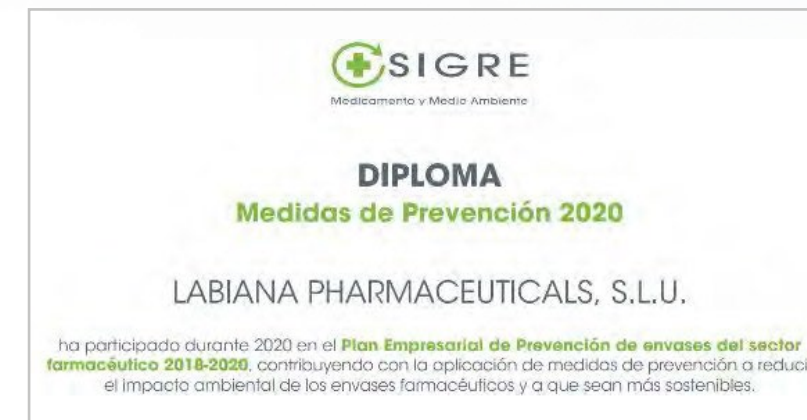 SIGRE
Medicamento y Medio Ambiente
DIPLOMA
Medidas de Prevención 2020
LABIANA PHARMACEUTICALS, S.L.U.
ha participado durante 2020 en el Plan Empresarial de Prevención de envases del sector
farmacéutico 2018-2020, contribuyendo con la aplicación de medidas de prevención a reduci
el impacto ambiental de los envases farmacéuticos y a que sean más sostenibles.